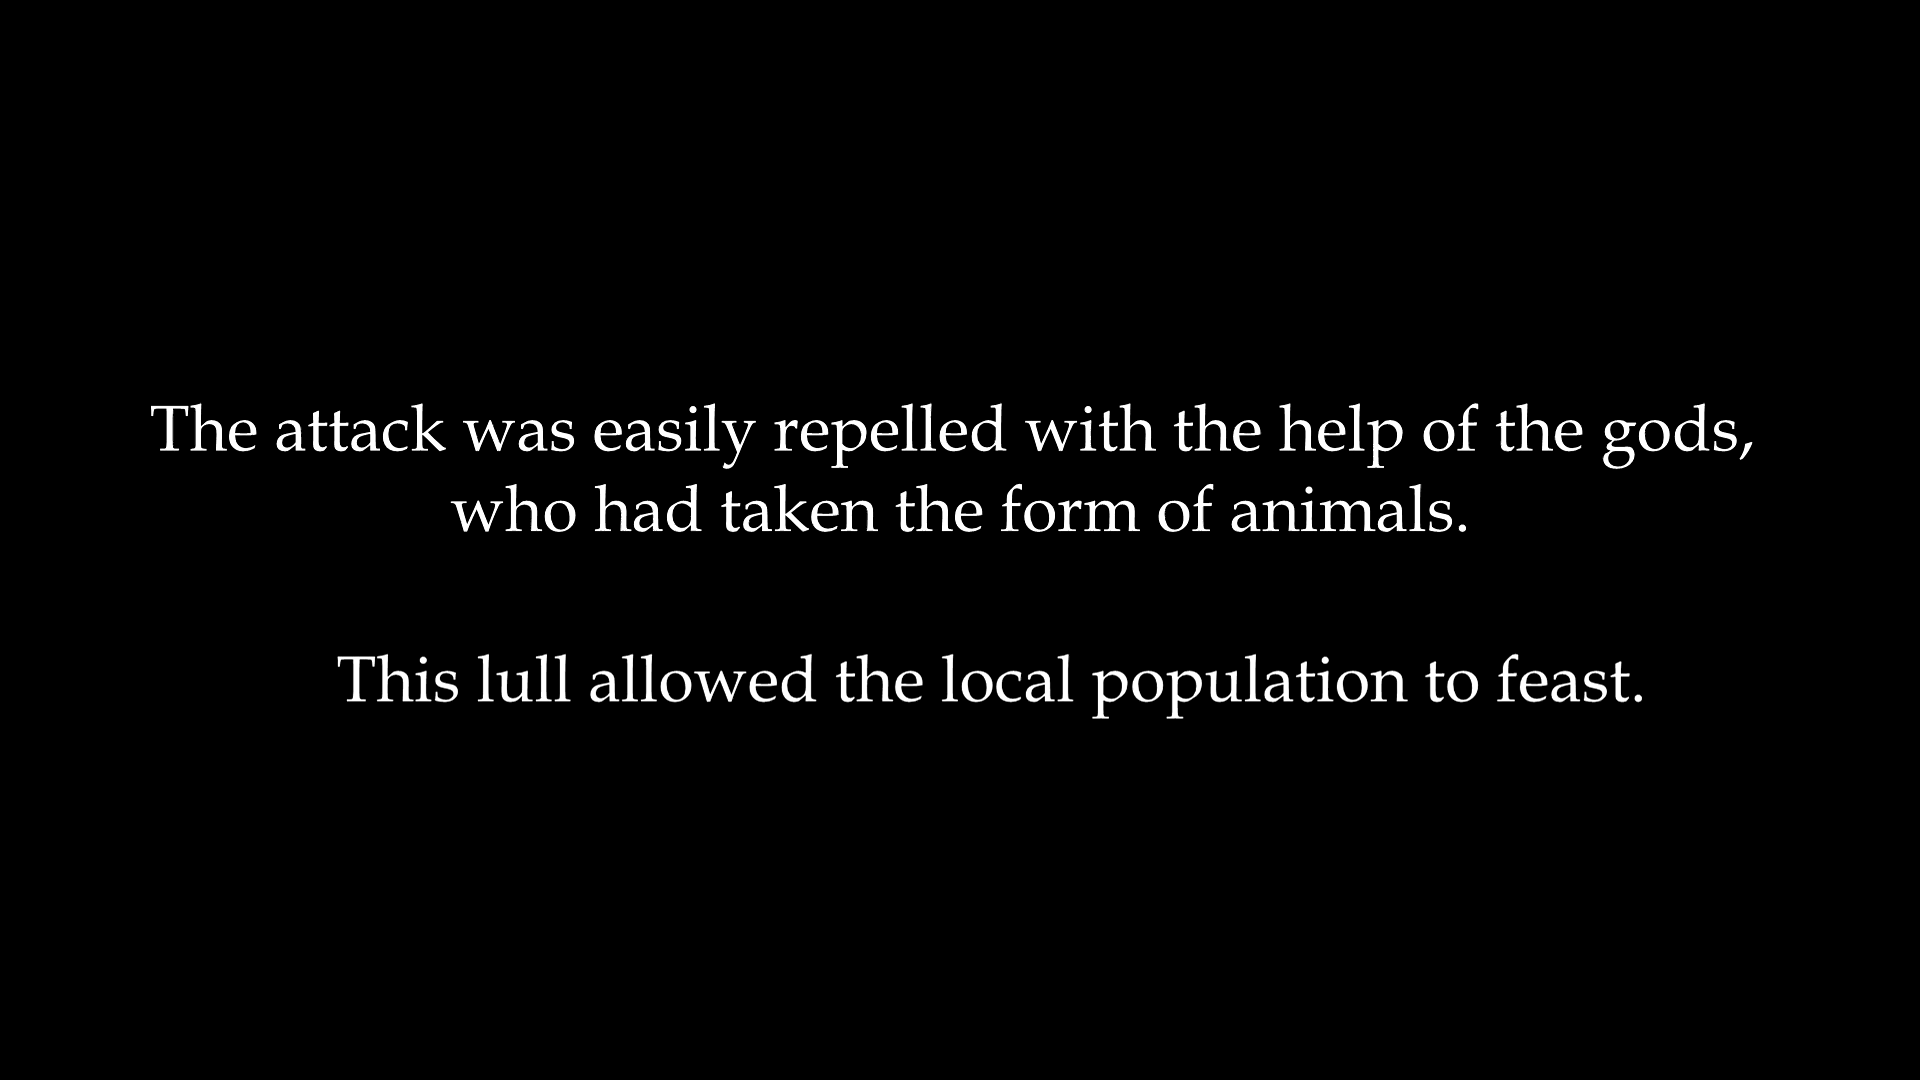 The attack was easily repelled with the help of the gods,
who had taken the form of animals.
This lull allowed the local population to feast.